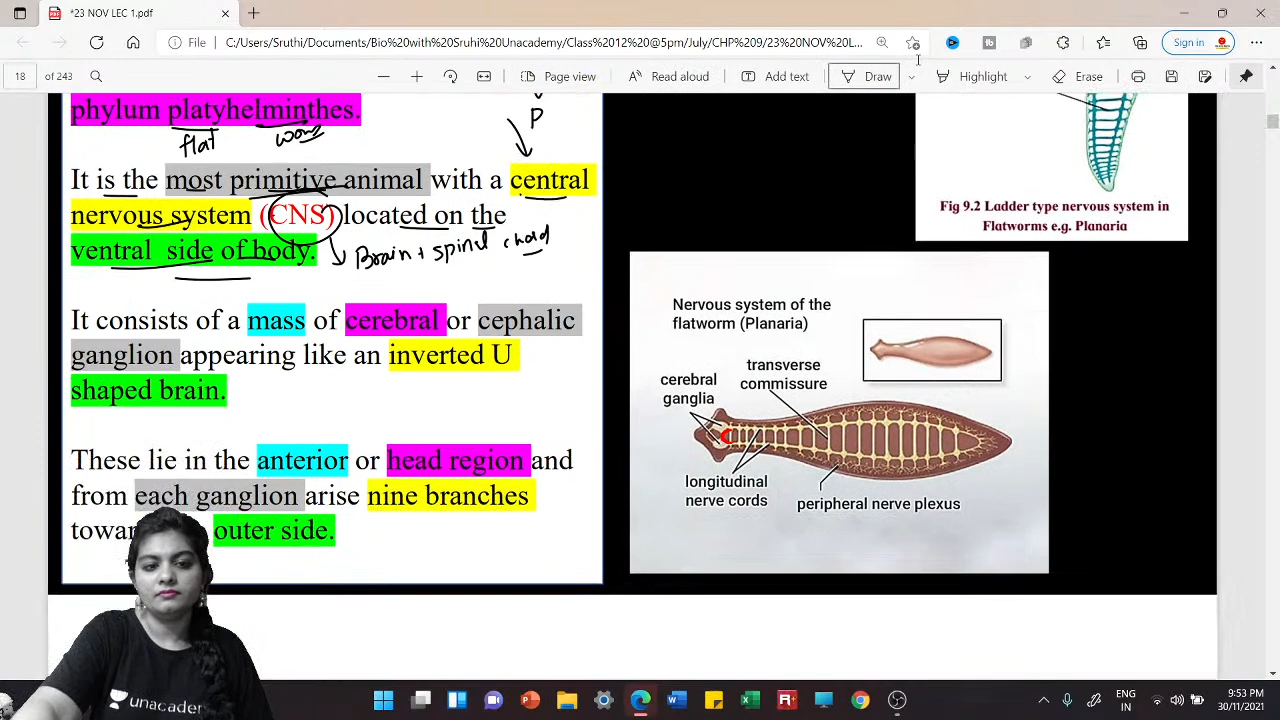 *23 NOV LEC 1.pdf
File
C:/Users/Sruthi/Documents/Bio%20with%20Sruhi%20Unacademy/Class%2012%20@5pm/July/CHP%209/23%20NOV%20L...
Sign in
18 of 243
Page view
Read aloud
Add text
Draw
Highlight
Erase
phylum platyhelminthes.
flat
P
It is the most primitive animal with a central
nervous system (CNS) located on the
ventral side of body.
Brain + spinal chord
It consists of a mass of cerebral or cephalic
ganglion appearing like an inverted U
shaped brain.
These lie in the anterior or head region and
from each ganglion arise nine branches
outer side.
Fig 9.2 Ladder type nervous system in
Flatworms e.g. Planaria
Nervous system of the
flatworm (Planaria)
transverse
commissure
cerebral
ganglia
longitudinal
nerve cords
peripheral nerve plexus
unacademy
ENG
IN
9:53 PM
30/11/2021